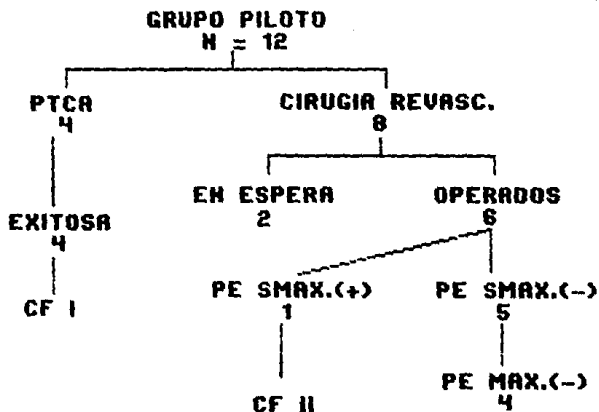 GRUPO PILOTO
N = 12
PTCA
4
CIRUGIA REVASC.
8
EN ESPERA
2
OPERADOS
6
EXITOSA
4
PE SMAX.(+)
1
PE SMAX.(-)
5
CF I
PE MAX.(-)
4
CF II